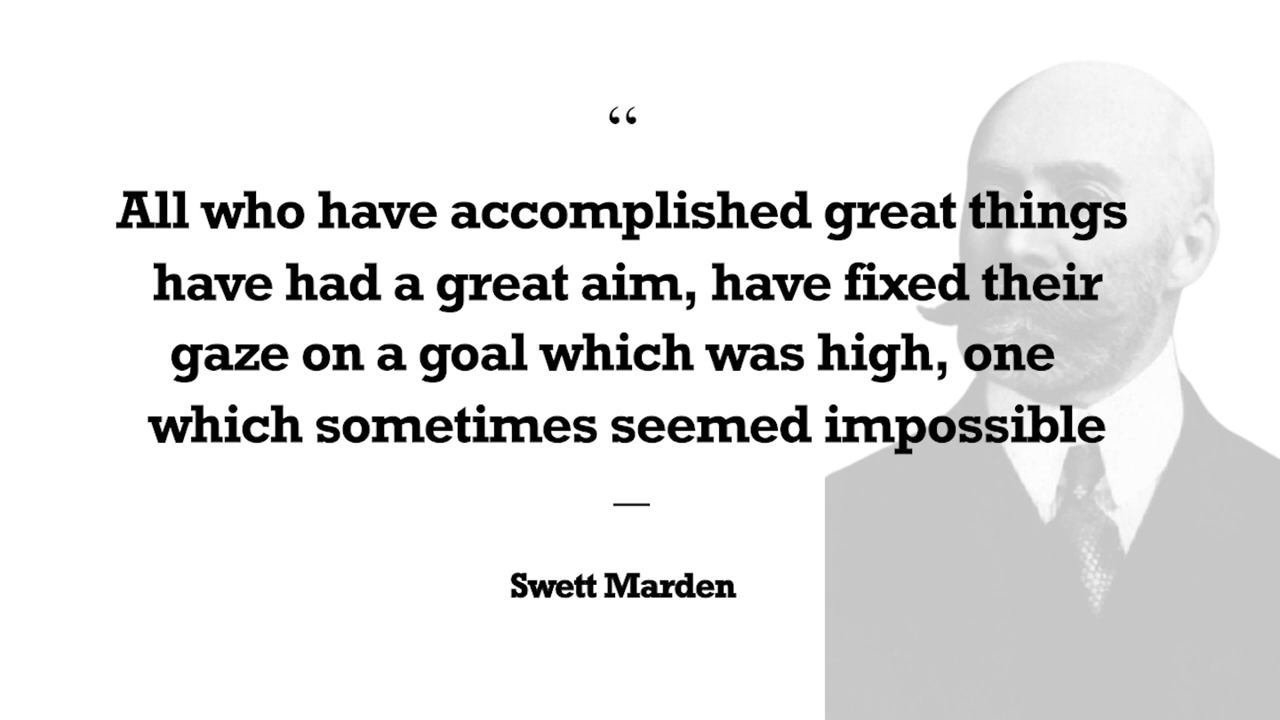 “
All who have accomplished great things
have had a great aim, have fixed their
gaze on a goal which was high, one
which sometimes seemed impossible
—
Swett Marden